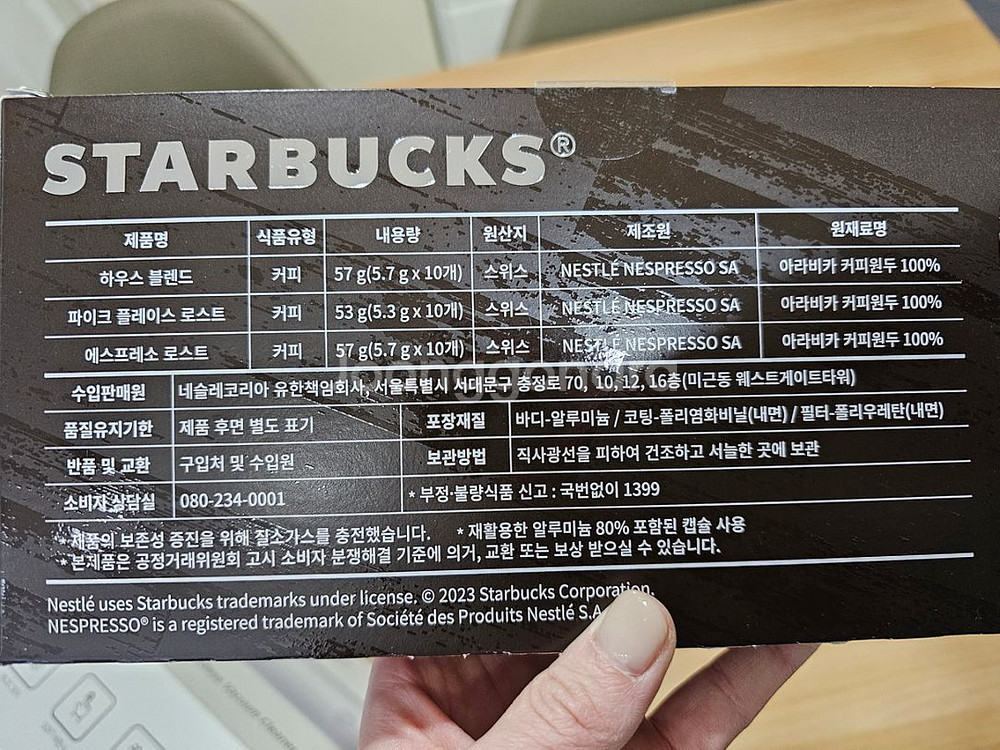 STARBUCKS®
제품명 식품유형 내용량 원산지 제조원 원재료명
하우스 블렌드 커피 57 g(5.7 g x 10개) 스위스 NESTLÉ NESPRESSO SA 아라비카 커피원두 100%
파이크 플레이스 로스트 커피 53 g(5.3 g x 10개) 스위스 NESTLÉ NESPRESSO SA 아라비카 커피원두 100%
에스프레소 로스트 커피 57 g(5.7 g x 10개) 스위스 NESTLÉ NESPRESSO SA 아라비카 커피원두 100%
수입판매원 네슬레코리아 유한책임회사, 서울특별시 서대문구 충정로 70, 10, 12, 16층(미근동 웨스트게이트타워)
품질유지기한 제품 후면 별도 표기 포장재질 바디-알루미늄 / 코팅-폴리염화비닐(내면) / 필터-폴리우레탄(내면)
반품 및 교환 구입처 및 수입원 보관방법 직사광선을 피하여 건조하고 서늘한 곳에 보관
소비자 상담실 080-234-0001 * 부정·불량식품 신고 : 국번없이 1399
* 제품의 보존성 증진을 위해 질소가스를 충전했습니다. * 재활용한 알루미늄 80% 포함된 캡슐 사용
* 본제품은 공정거래위원회 고시 소비자 분쟁해결 기준에 의거, 교환 또는 보상 받으실 수 있습니다.
Nestlé uses Starbucks trademarks under license. © 2023 Starbucks Corporation.
NESPRESSO® is a registered trademark of Société des Produits Nestlé S.A.